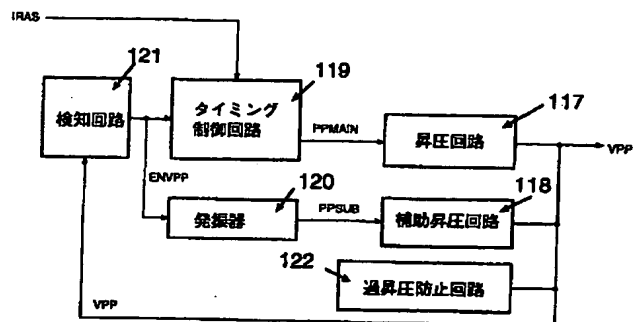 IRAS
121
119
117
検知回路
タイミング
制御回路
PPMAIN
昇圧回路
VPP
ENVPP
120
PPSUB
118
発振器
補助昇圧回路
122
過昇圧防止回路
VPP